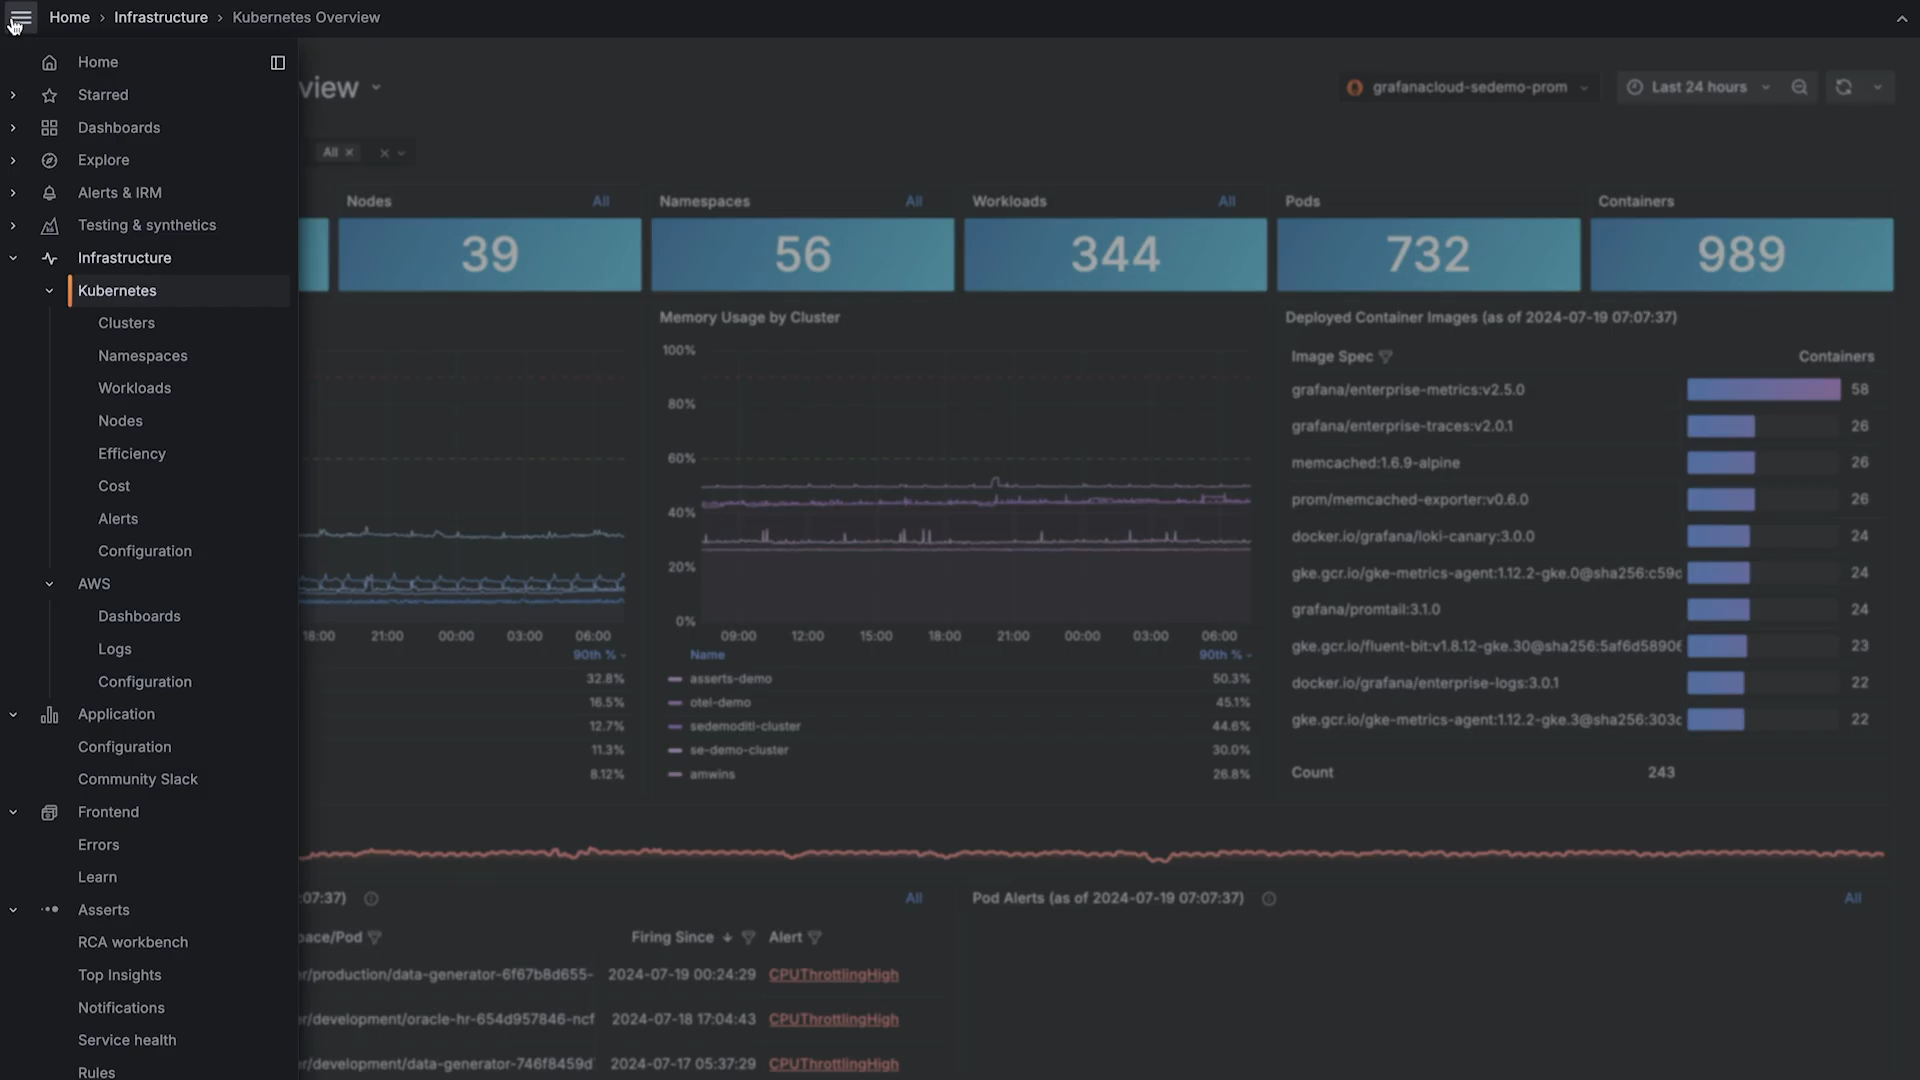 Home › Infrastructure › Kubernetes Overview
Home
Starred
Dashboards
Explore
Alerts & IRM
Testing & synthetics
Infrastructure
Kubernetes
Clusters
Namespaces
Workloads
Nodes
Efficiency
Cost
Alerts
Configuration
AWS
Dashboards
Logs
Configuration
Application
Configuration
Community Slack
Frontend
Errors
Learn
Asserts
RCA workbench
Top Insights
Notifications
Service health
Rules
view
grafanacloud-sedemo-prom
Last 24 hours
All
Nodes All
39
Namespaces All
56
Workloads All
344
Pods
732
Containers
989
18:00 21:00 00:00 03:00 06:00
90th %
32.8%
16.5%
12.7%
11.3%
8.12%
Memory Usage by Cluster
100%
80%
60%
40%
20%
0%
09:00 12:00 15:00 18:00 21:00 00:00 03:00 06:00
Name 90th %
asserts-demo 50.3%
otel-demo 45.1%
sedemoditl-cluster 44.6%
se-demo-cluster 30.0%
amwins 26.8%
Deployed Container Images (as of 2024-07-19 07:07:37)
Image Spec Containers
grafana/enterprise-metrics:v2.5.0 58
grafana/enterprise-traces:v2.0.1 26
memcached:1.6.9-alpine 26
prom/memcached-exporter:v0.6.0 26
docker.io/grafana/loki-canary:3.0.0 24
gke.gcr.io/gke-metrics-agent:1.12.2-gke.0@sha256:c59c 24
grafana/promtail:3.1.0 24
gke.gcr.io/fluent-bit:v1.8.12-gke.30@sha256:5af6d58906 23
docker.io/grafana/enterprise-logs:3.0.1 22
gke.gcr.io/gke-metrics-agent:1.12.2-gke.3@sha256:303c 22
Count 243
:07:37) All
pace/Pod Firing Since Alert
r/production/data-generator-6f67b8d655- 2024-07-19 00:24:29 CPUThrottlingHigh
r/development/oracle-hr-654d957846-ncf 2024-07-18 17:04:43 CPUThrottlingHigh
r/development/data-generator-746f8459d 2024-07-17 05:37:29 CPUThrottlingHigh
Pod Alerts (as of 2024-07-19 07:07:37) All